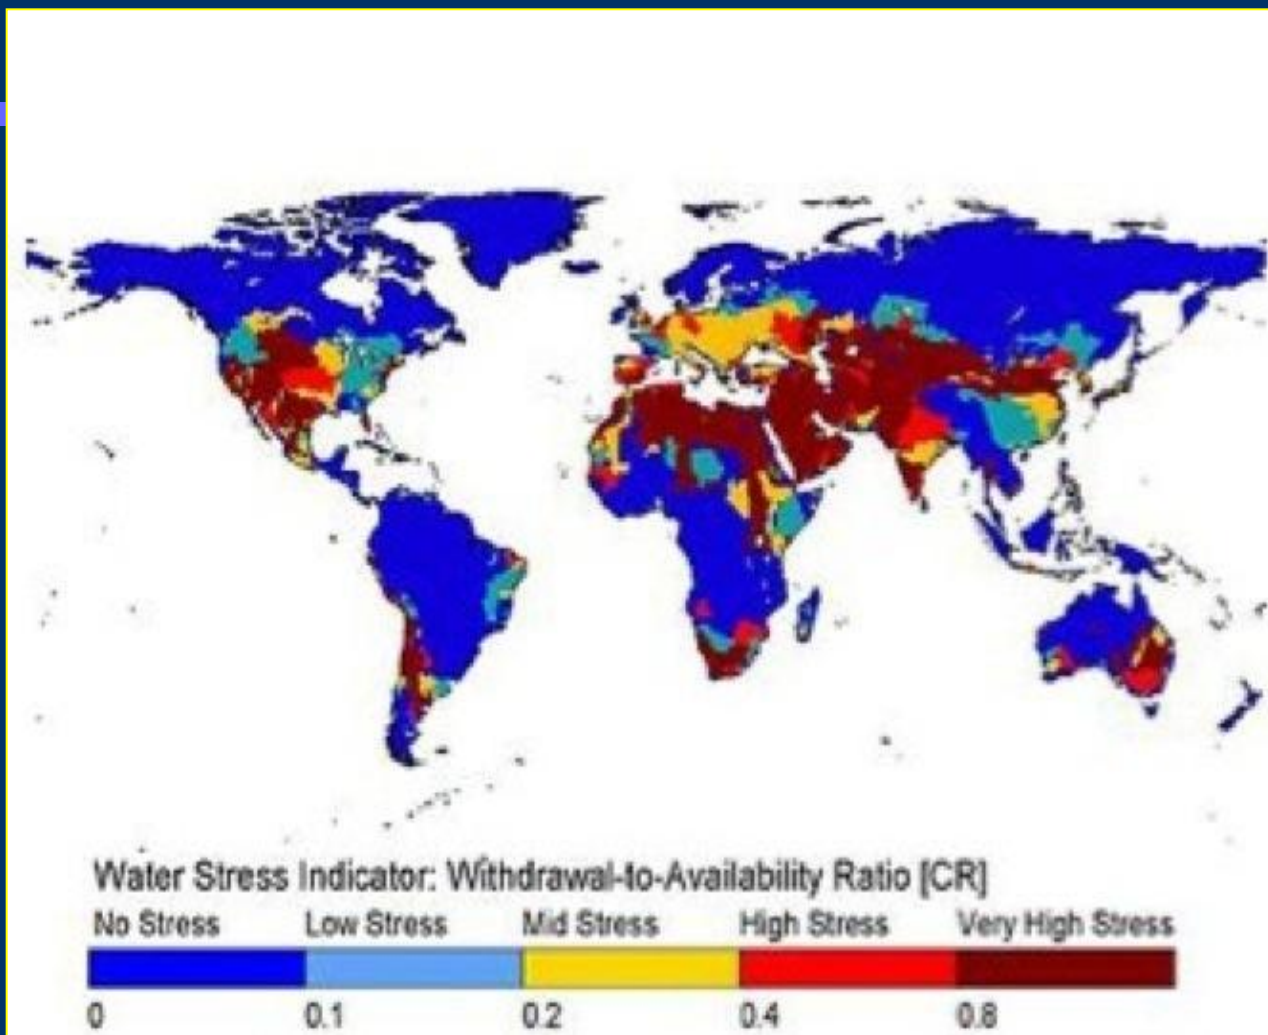 Water Stress Indicator: Withdrawal-to-Availability Ratio [CR]
No Stress Low Stress Mid Stress High Stress Very High Stress
0 0.1 0.2 0.4 0.8